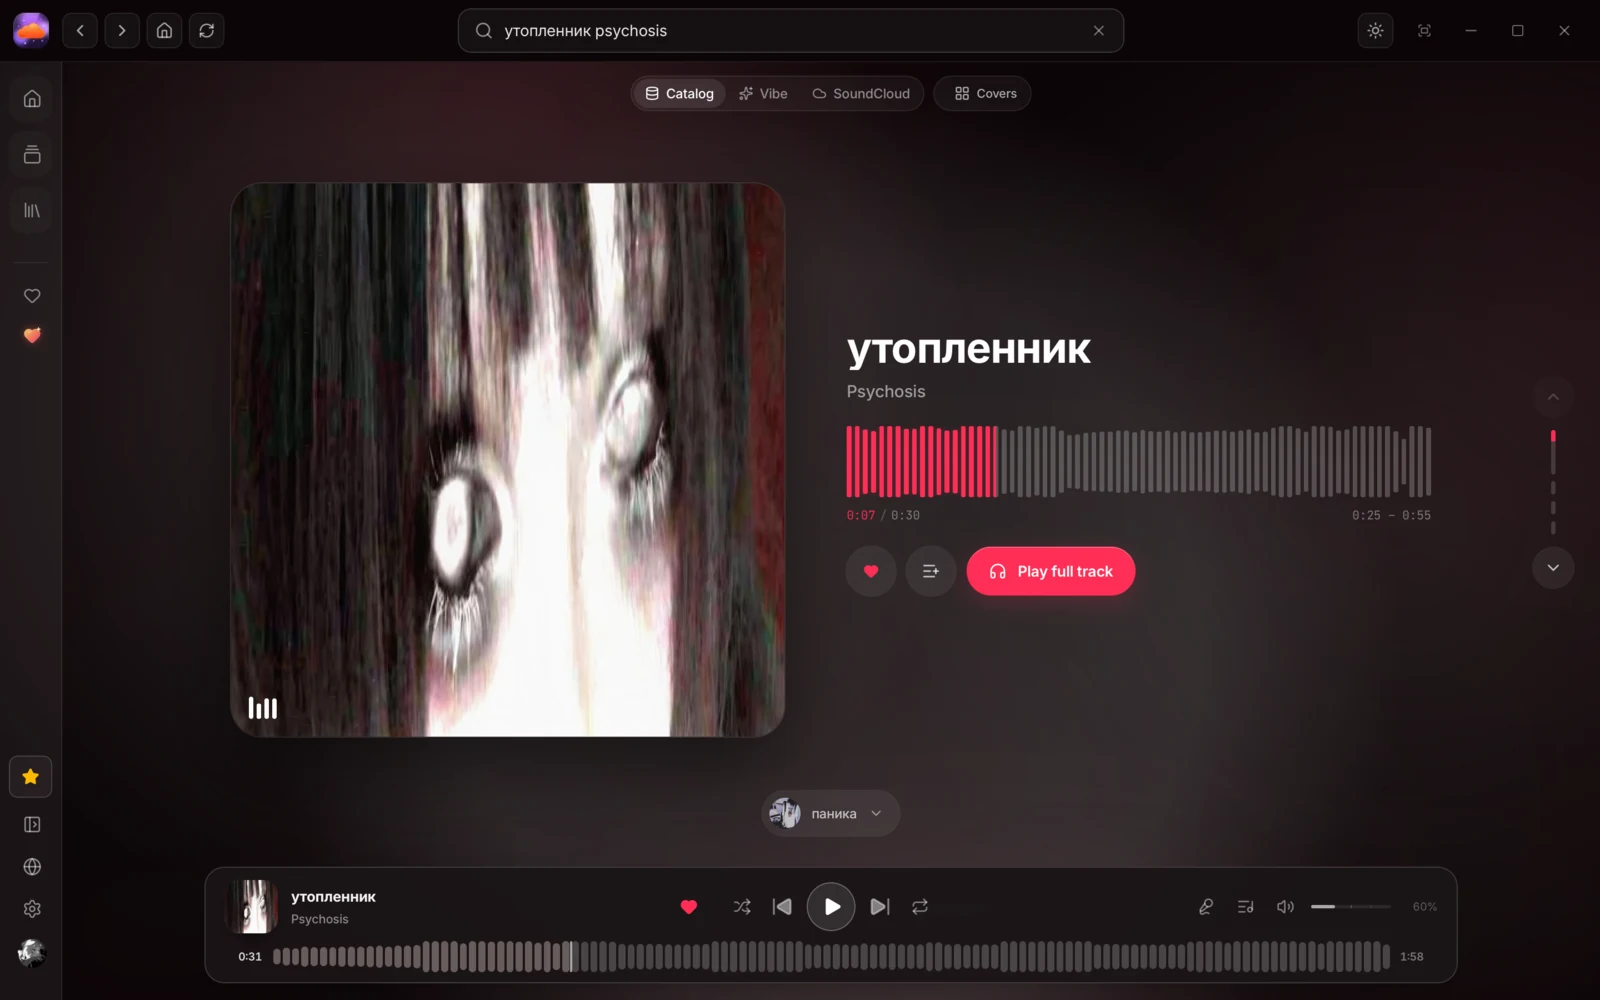 утопленник psychosis
Catalog
Vibe
SoundCloud
Covers
утопленник
Psychosis
0:07 / 0:30
0:25 – 0:55
Play full track
паника
утопленник
Psychosis
60%
0:31
1:58